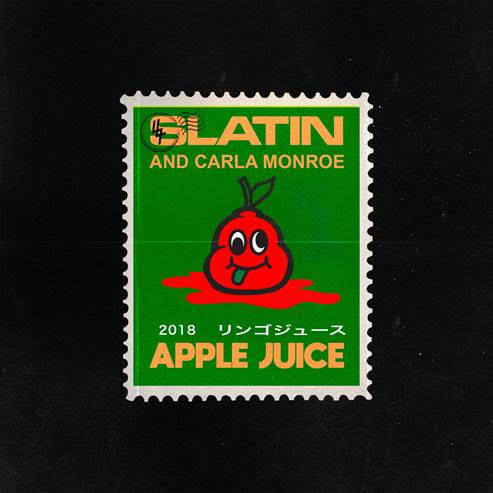 SLATIN
AND CARLA MONROE
2018 リンゴジュース
APPLE JUICE